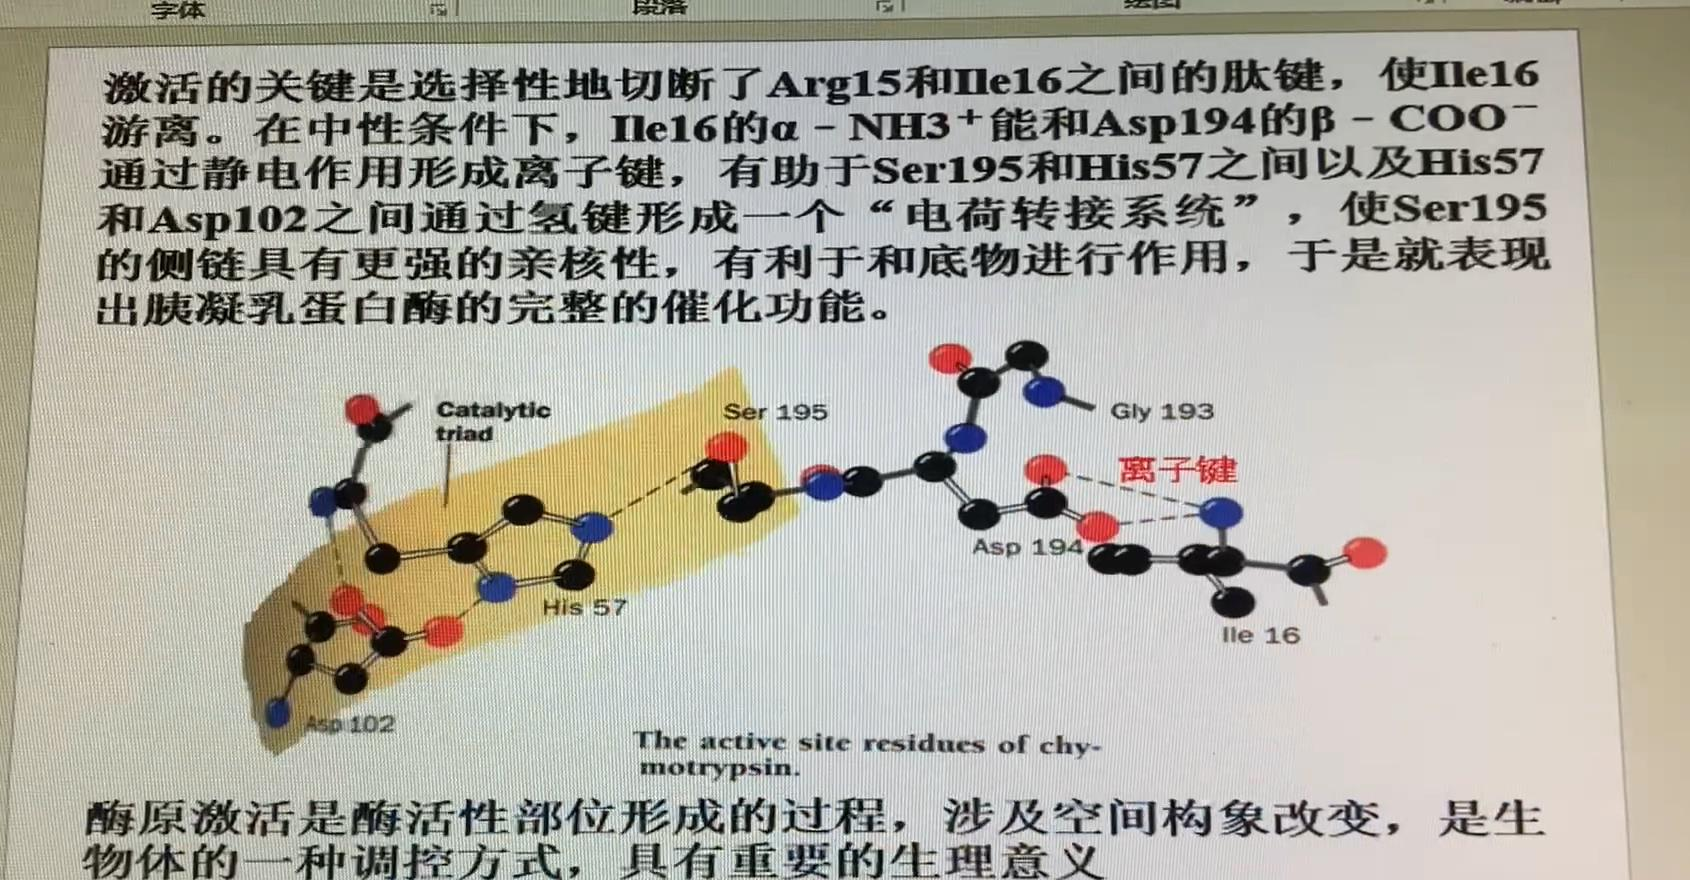 字体
段落
绘图
激活的关键是选择性地切断了Arg15和Ile16之间的肽键，使Ile16
游离。在中性条件下，Ile16的α－NH3⁺能和Asp194的β－COO⁻
通过静电作用形成离子键，有助于Ser195和His57之间以及His57
和Asp102之间通过氢键形成一个“电荷转接系统”，使Ser195
的侧链具有更强的亲核性，有利于和底物进行作用，于是就表现
出胰凝乳蛋白酶的完整的催化功能。
Catalytic
triad
Ser 195
Gly 193
离子键
Asp 194
His 57
Ile 16
Asp 102
The active site residues of chy-
motrypsin.
酶原激活是酶活性部位形成的过程，涉及空间构象改变，是生
物体的一种调控方式，具有重要的生理意义